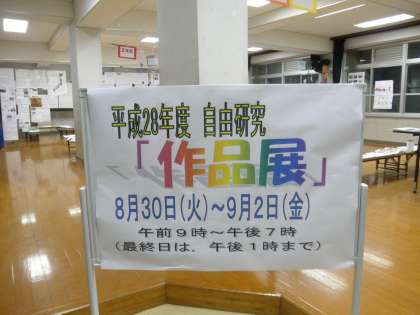 平成28年度 自由研究
「作品展」
8月30日(火)～9月2日(金)
午前9時～午後7時
(最終日は、午後1時まで)